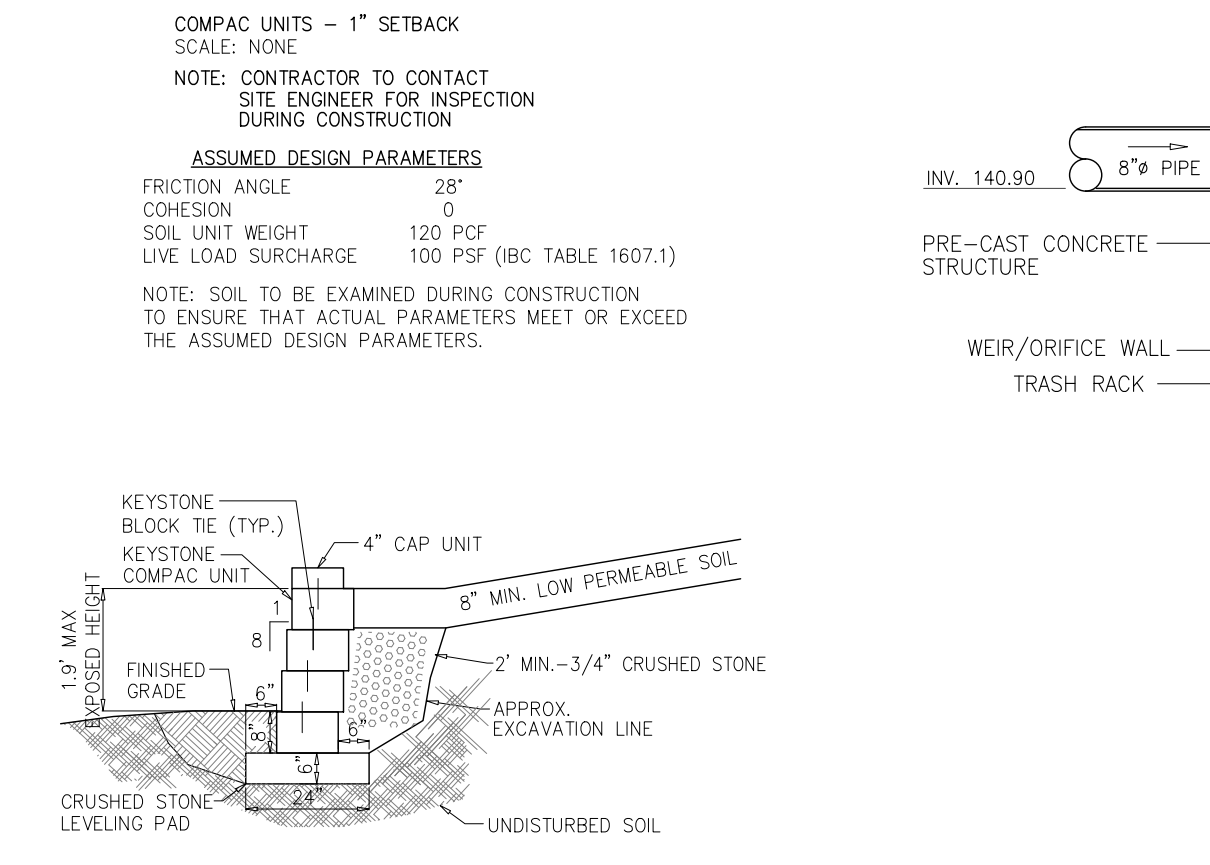 COMPAC UNITS – 1" SETBACK
SCALE: NONE
NOTE: CONTRACTOR TO CONTACT
SITE ENGINEER FOR INSPECTION
DURING CONSTRUCTION
ASSUMED DESIGN PARAMETERS
FRICTION ANGLE 28°
COHESION 0
SOIL UNIT WEIGHT 120 PCF
LIVE LOAD SURCHARGE 100 PSF (IBC TABLE 1607.1)
NOTE: SOIL TO BE EXAMINED DURING CONSTRUCTION
TO ENSURE THAT ACTUAL PARAMETERS MEET OR EXCEED
THE ASSUMED DESIGN PARAMETERS.
8"ø PIPE
INV. 140.90
PRE–CAST CONCRETE
STRUCTURE
WEIR/ORIFICE WALL
TRASH RACK
KEYSTONE
BLOCK TIE (TYP.)
4" CAP UNIT
KEYSTONE
COMPAC UNIT
8" MIN. LOW PERMEABLE SOIL
1
8
1.9' MAX
EXPOSED HEIGHT
FINISHED
GRADE
2' MIN.–3/4" CRUSHED STONE
6"
APPROX.
EXCAVATION LINE
8"
6"
6"
24"
CRUSHED STONE
LEVELING PAD
UNDISTURBED SOIL